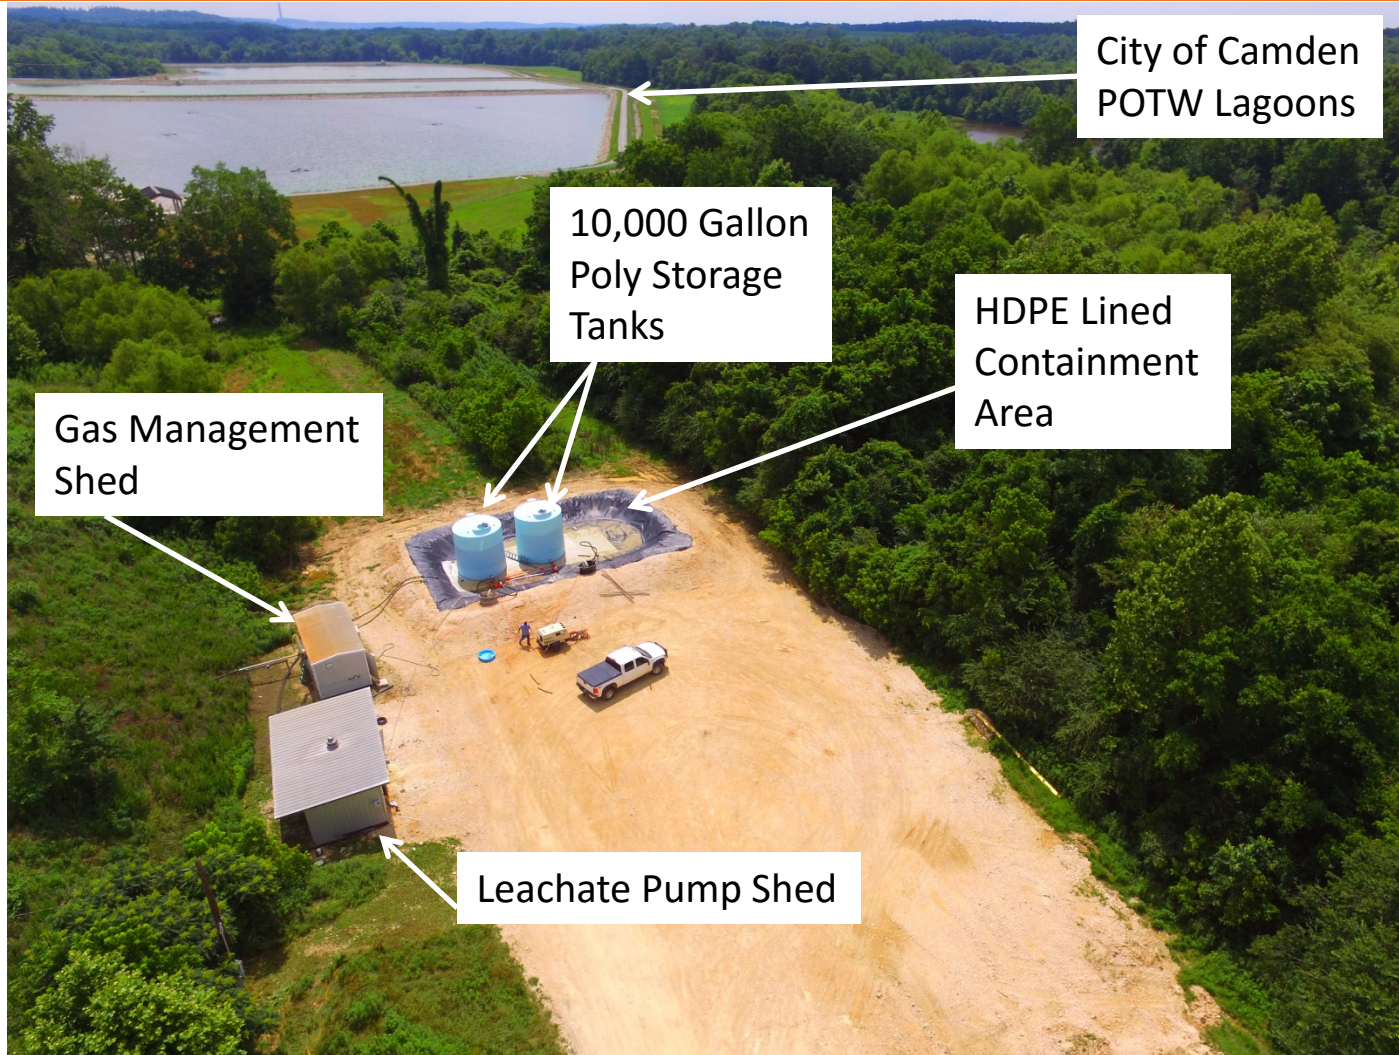 City of Camden
POTW Lagoons
10,000 Gallon
Poly Storage
Tanks
HDPE Lined
Containment
Area
Gas Management
Shed
Leachate Pump Shed